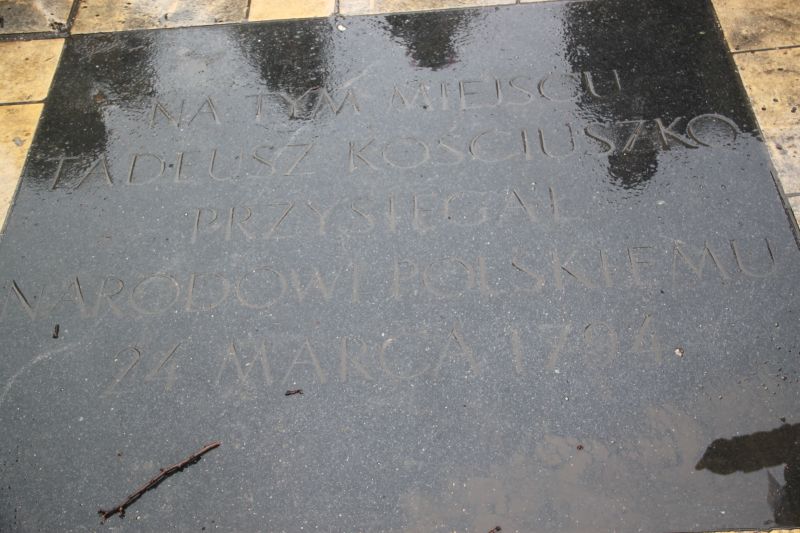 NA TYM MIEJSCU
TADEUSZ KOŚCIUSZKO
PRZYSIĘGAŁ
NARODOWI POLSKIEMU
24 MARCA 1794